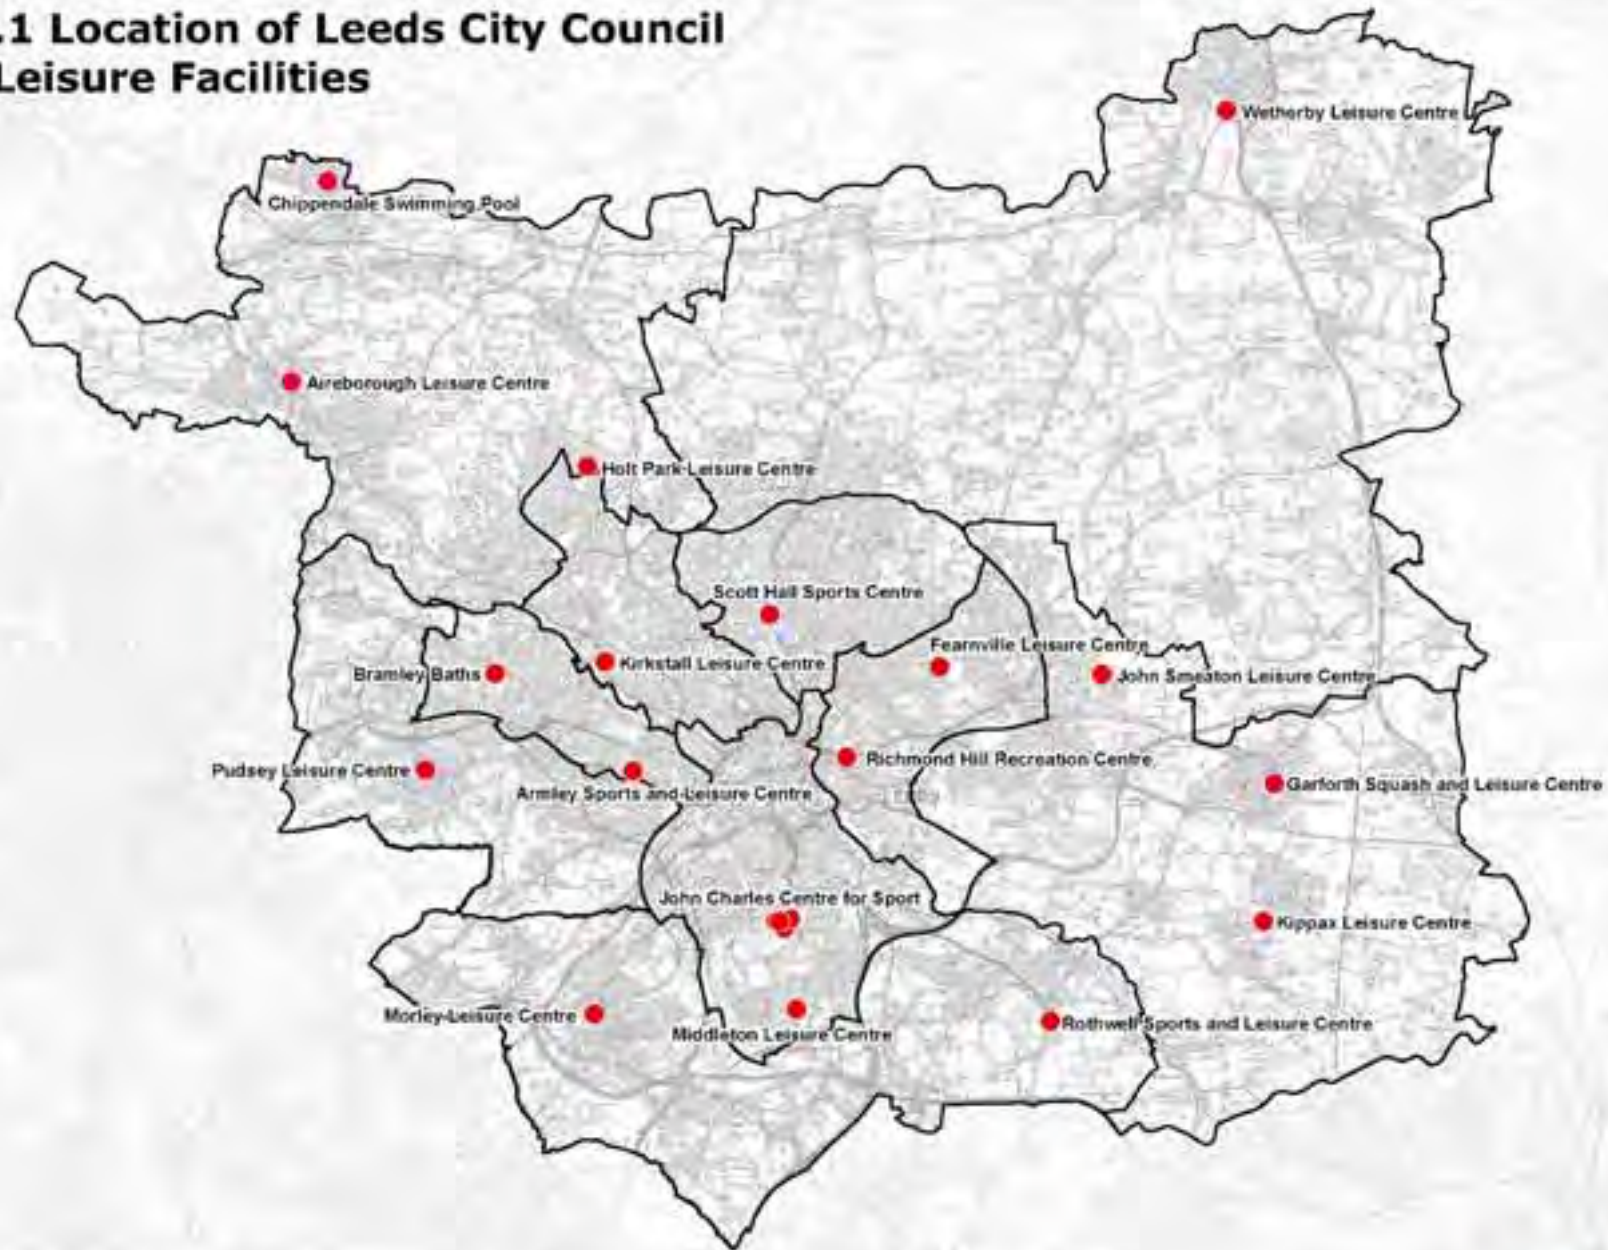 .1 Location of Leeds City Council
Leisure Facilities
Wetherby Leisure Centre
Chippendale Swimming Pool
Aireborough Leisure Centre
Holt Park Leisure Centre
Scott Hall Sports Centre
Fearnville Leisure Centre
Kirkstall Leisure Centre
Bramley Baths
John Smeaton Leisure Centre
Richmond Hill Recreation Centre
Pudsey Leisure Centre
Garforth Squash and Leisure Centre
Armley Sports and Leisure Centre
John Charles Centre for Sport
Kippax Leisure Centre
Morley Leisure Centre
Rothwell Sports and Leisure Centre
Middleton Leisure Centre